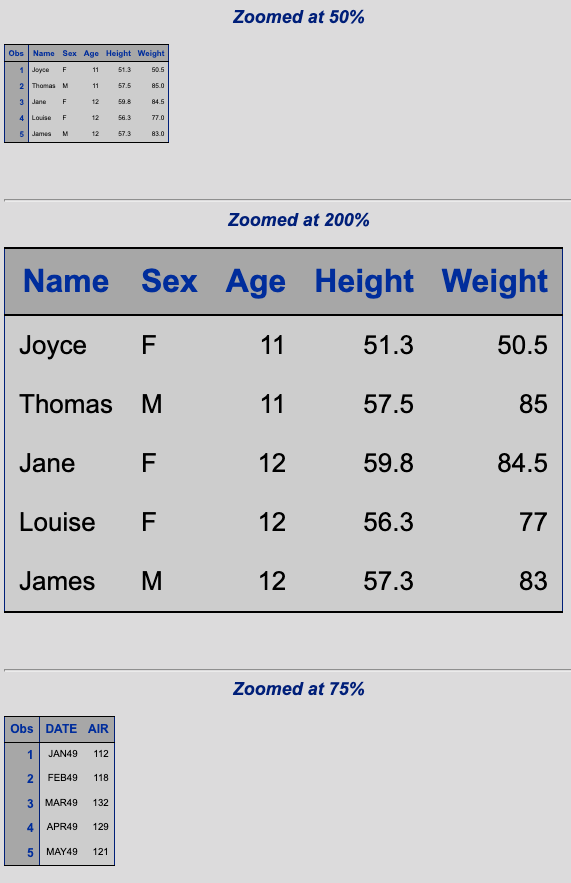 Zoomed at 50%
Obs Name Sex Age Height Weight
1 Joyce F 11 51.3 50.5
2 Thomas M 11 57.5 85.0
3 Jane F 12 59.8 84.5
4 Louise F 12 56.3 77.0
5 James M 12 57.3 83.0
Zoomed at 200%
Name Sex Age Height Weight
Joyce F 11 51.3 50.5
Thomas M 11 57.5 85
Jane F 12 59.8 84.5
Louise F 12 56.3 77
James M 12 57.3 83
Zoomed at 75%
Obs DATE AIR
1 JAN49 112
2 FEB49 118
3 MAR49 132
4 APR49 129
5 MAY49 121